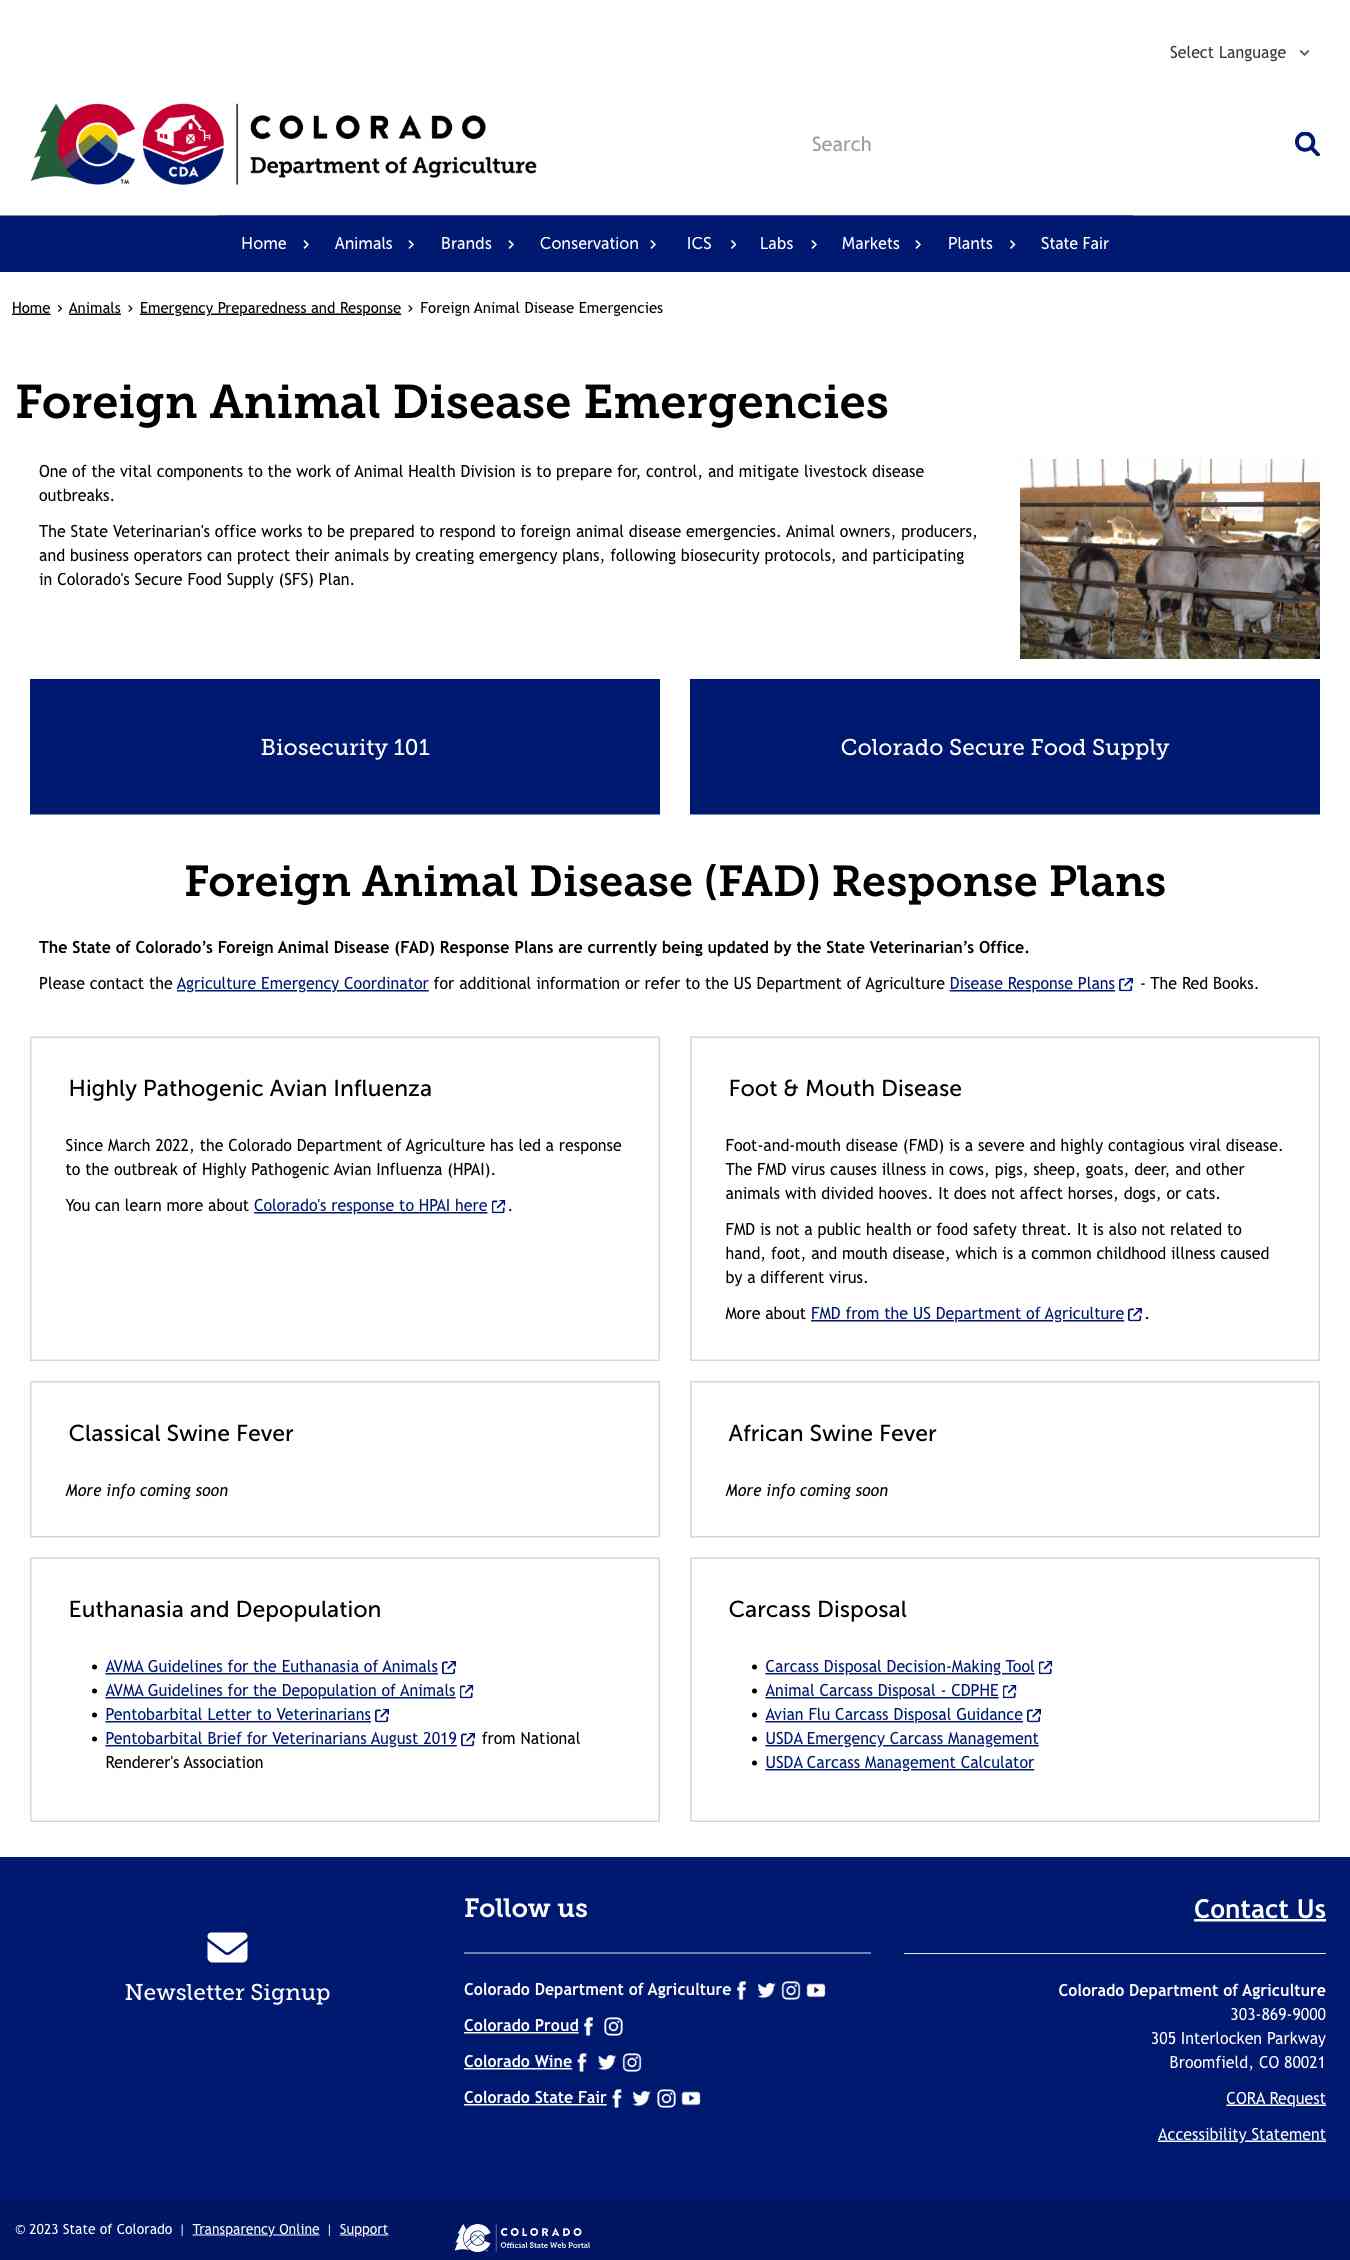 Select Language
CDA
TM
COLORADO
Department of Agriculture
Search
Home Animals Brands Conservation ICS Labs Markets Plants State Fair
Home › Animals › Emergency Preparedness and Response › Foreign Animal Disease Emergencies
Foreign Animal Disease Emergencies
One of the vital components to the work of Animal Health Division is to prepare for, control, and mitigate livestock disease
outbreaks.
The State Veterinarian's office works to be prepared to respond to foreign animal disease emergencies. Animal owners, producers,
and business operators can protect their animals by creating emergency plans, following biosecurity protocols, and participating
in Colorado's Secure Food Supply (SFS) Plan.
Biosecurity 101
Colorado Secure Food Supply
Foreign Animal Disease (FAD) Response Plans
The State of Colorado’s Foreign Animal Disease (FAD) Response Plans are currently being updated by the State Veterinarian’s Office.
Please contact the Agriculture Emergency Coordinator for additional information or refer to the US Department of Agriculture Disease Response Plans - The Red Books.
Highly Pathogenic Avian Influenza
Since March 2022, the Colorado Department of Agriculture has led a response
to the outbreak of Highly Pathogenic Avian Influenza (HPAI).
You can learn more about Colorado's response to HPAI here .
Foot & Mouth Disease
Foot-and-mouth disease (FMD) is a severe and highly contagious viral disease.
The FMD virus causes illness in cows, pigs, sheep, goats, deer, and other
animals with divided hooves. It does not affect horses, dogs, or cats.
FMD is not a public health or food safety threat. It is also not related to
hand, foot, and mouth disease, which is a common childhood illness caused
by a different virus.
More about FMD from the US Department of Agriculture .
Classical Swine Fever
More info coming soon
African Swine Fever
More info coming soon
Euthanasia and Depopulation
• AVMA Guidelines for the Euthanasia of Animals
• AVMA Guidelines for the Depopulation of Animals
• Pentobarbital Letter to Veterinarians
• Pentobarbital Brief for Veterinarians August 2019 from National
Renderer's Association
Carcass Disposal
• Carcass Disposal Decision-Making Tool
• Animal Carcass Disposal - CDPHE
• Avian Flu Carcass Disposal Guidance
• USDA Emergency Carcass Management
• USDA Carcass Management Calculator
Newsletter Signup
Follow us
Colorado Department of Agriculture
Colorado Proud
Colorado Wine
Colorado State Fair
Contact Us
Colorado Department of Agriculture
303-869-9000
305 Interlocken Parkway
Broomfield, CO 80021
CORA Request
Accessibility Statement
© 2023 State of Colorado | Transparency Online | Support
COLORADO
Official State Web Portal